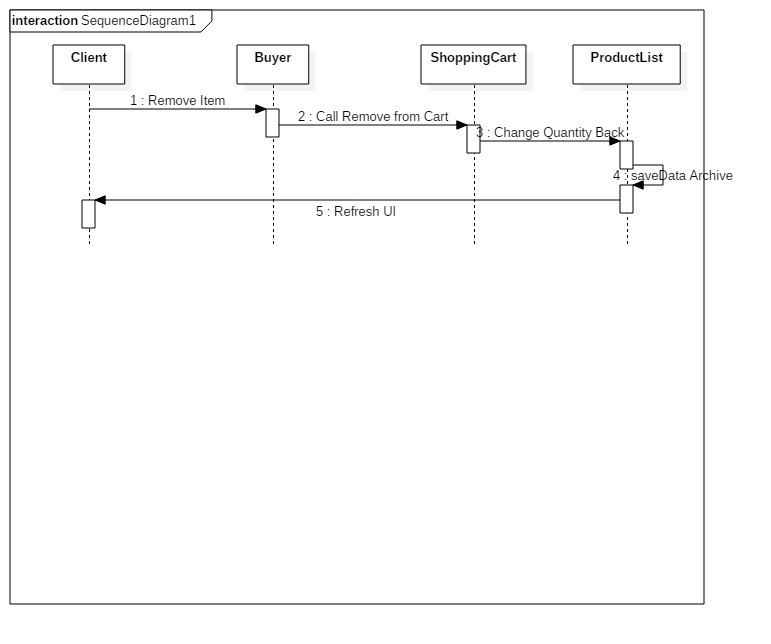 interaction SequenceDiagram1
Client
Buyer
ShoppingCart
ProductList
1 : Remove Item
2 : Call Remove from Cart
3 : Change Quantity Back
4 : saveData Archive
5 : Refresh UI